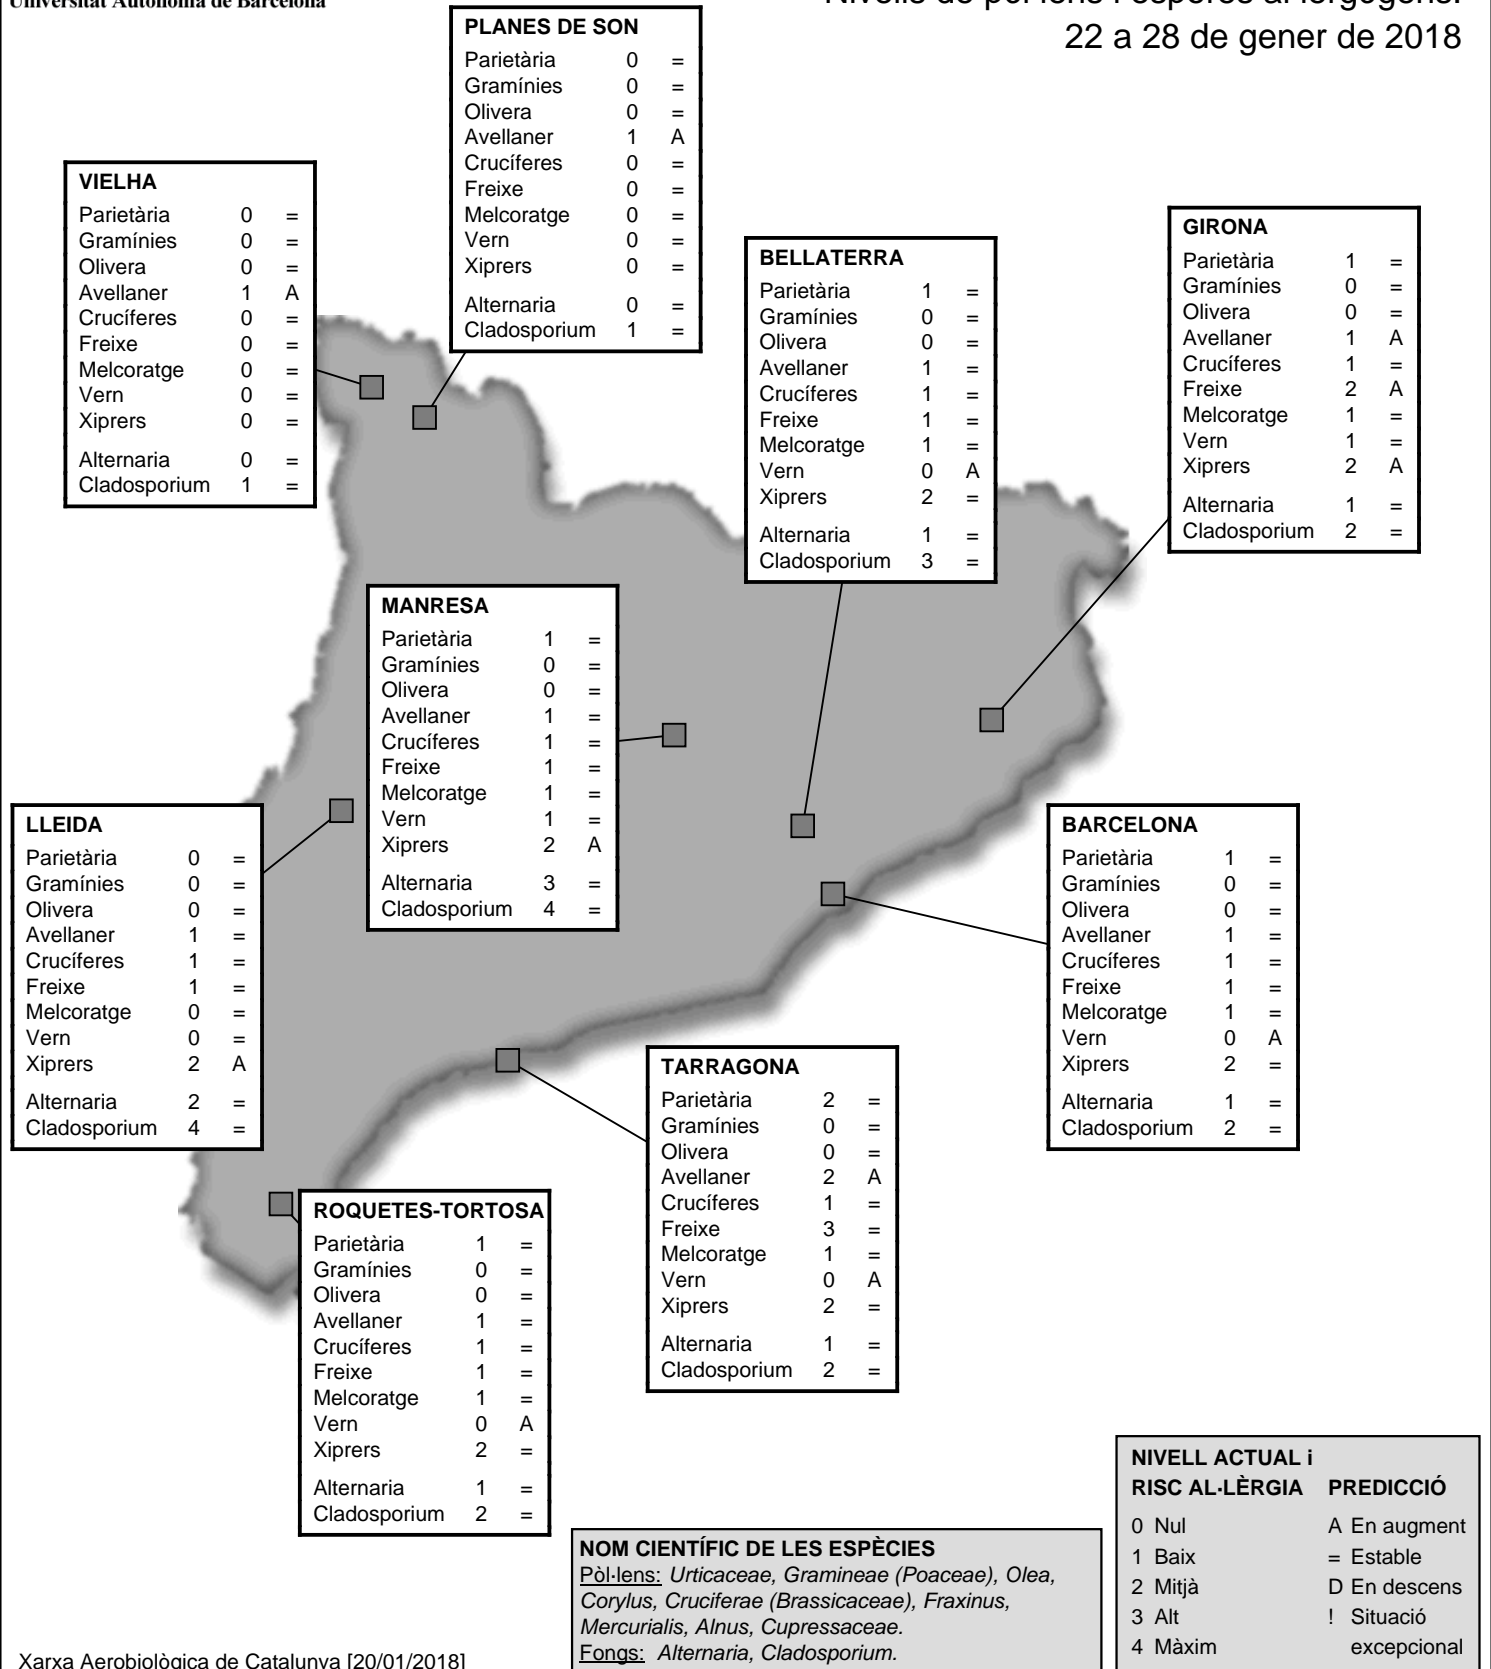 Universitat Autònoma de Barcelona
Nivells de pol·lens i espores al·lergògens.
22 a 28 de gener de 2018
PLANES DE SON
Parietària 0 =
Gramínies 0 =
Olivera 0 =
Avellaner 1 A
Crucíferes 0 =
Freixe 0 =
Melcoratge 0 =
Vern 0 =
Xiprers 0 =
Alternaria 0 =
Cladosporium 1 =
VIELHA
Parietària 0 =
Gramínies 0 =
Olivera 0 =
Avellaner 1 A
Crucíferes 0 =
Freixe 0 =
Melcoratge 0 =
Vern 0 =
Xiprers 0 =
Alternaria 0 =
Cladosporium 1 =
GIRONA
Parietària 1 =
Gramínies 0 =
Olivera 0 =
Avellaner 1 A
Crucíferes 1 =
Freixe 2 A
Melcoratge 1 =
Vern 1 =
Xiprers 2 A
Alternaria 1 =
Cladosporium 2 =
BELLATERRA
Parietària 1 =
Gramínies 0 =
Olivera 0 =
Avellaner 1 =
Crucíferes 1 =
Freixe 1 =
Melcoratge 1 =
Vern 0 A
Xiprers 2 =
Alternaria 1 =
Cladosporium 3 =
MANRESA
Parietària 1 =
Gramínies 0 =
Olivera 0 =
Avellaner 1 =
Crucíferes 1 =
Freixe 1 =
Melcoratge 1 =
Vern 1 =
Xiprers 2 A
Alternaria 3 =
Cladosporium 4 =
LLEIDA
Parietària 0 =
Gramínies 0 =
Olivera 0 =
Avellaner 1 =
Crucíferes 1 =
Freixe 1 =
Melcoratge 0 =
Vern 0 =
Xiprers 2 A
Alternaria 2 =
Cladosporium 4 =
BARCELONA
Parietària 1 =
Gramínies 0 =
Olivera 0 =
Avellaner 1 =
Crucíferes 1 =
Freixe 1 =
Melcoratge 1 =
Vern 0 A
Xiprers 2 =
Alternaria 1 =
Cladosporium 2 =
TARRAGONA
Parietària 2 =
Gramínies 0 =
Olivera 0 =
Avellaner 2 A
Crucíferes 1 =
Freixe 3 =
Melcoratge 1 =
Vern 0 A
Xiprers 2 =
Alternaria 1 =
Cladosporium 2 =
ROQUETES-TORTOSA
Parietària 1 =
Gramínies 0 =
Olivera 0 =
Avellaner 1 =
Crucíferes 1 =
Freixe 1 =
Melcoratge 1 =
Vern 0 A
Xiprers 2 =
Alternaria 1 =
Cladosporium 2 =
NIVELL ACTUAL i
RISC AL·LÈRGIA PREDICCIÓ
0 Nul A En augment
1 Baix = Estable
2 Mitjà D En descens
3 Alt ! Situació
4 Màxim excepcional
NOM CIENTÍFIC DE LES ESPÈCIES
Pòl·lens: Urticaceae, Gramineae (Poaceae), Olea,
Corylus, Cruciferae (Brassicaceae), Fraxinus,
Mercurialis, Alnus, Cupressaceae.
Fongs: Alternaria, Cladosporium.
Xarxa Aerobiològica de Catalunya [20/01/2018]